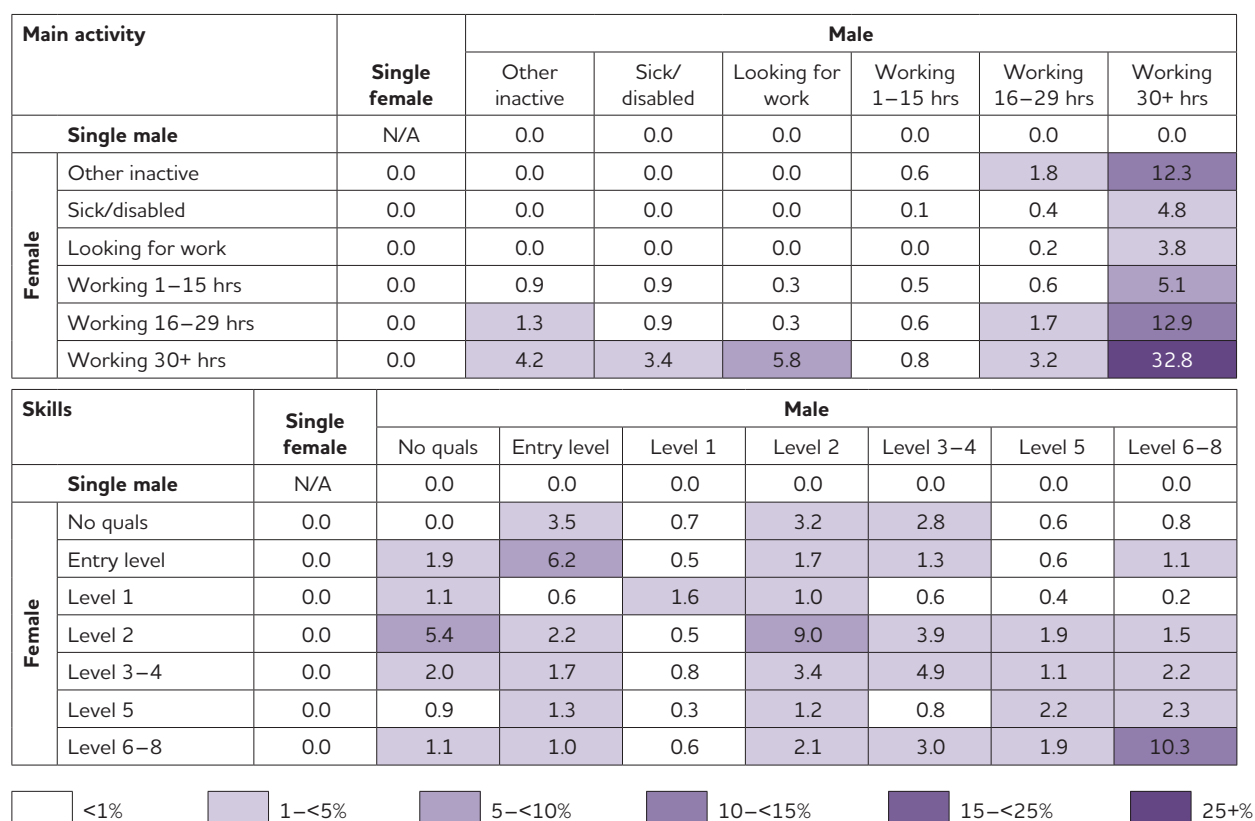 Main activity Single female Male
Other inactive Sick/disabled Looking for work Working 1–15 hrs Working 16–29 hrs Working 30+ hrs
Single male N/A 0.0 0.0 0.0 0.0 0.0 0.0
Female
Other inactive 0.0 0.0 0.0 0.0 0.6 1.8 12.3
Sick/disabled 0.0 0.0 0.0 0.0 0.1 0.4 4.8
Looking for work 0.0 0.0 0.0 0.0 0.0 0.2 3.8
Working 1–15 hrs 0.0 0.9 0.9 0.3 0.5 0.6 5.1
Working 16–29 hrs 0.0 1.3 0.9 0.3 0.6 1.7 12.9
Working 30+ hrs 0.0 4.2 3.4 5.8 0.8 3.2 32.8
Skills Single female Male
No quals Entry level Level 1 Level 2 Level 3–4 Level 5 Level 6–8
Single male N/A 0.0 0.0 0.0 0.0 0.0 0.0 0.0
Female
No quals 0.0 0.0 3.5 0.7 3.2 2.8 0.6 0.8
Entry level 0.0 1.9 6.2 0.5 1.7 1.3 0.6 1.1
Level 1 0.0 1.1 0.6 1.6 1.0 0.6 0.4 0.2
Level 2 0.0 5.4 2.2 0.5 9.0 3.9 1.9 1.5
Level 3–4 0.0 2.0 1.7 0.8 3.4 4.9 1.1 2.2
Level 5 0.0 0.9 1.3 0.3 1.2 0.8 2.2 2.3
Level 6–8 0.0 1.1 1.0 0.6 2.1 3.0 1.9 10.3
<1% 1–<5% 5–<10% 10–<15% 15–<25% 25+%